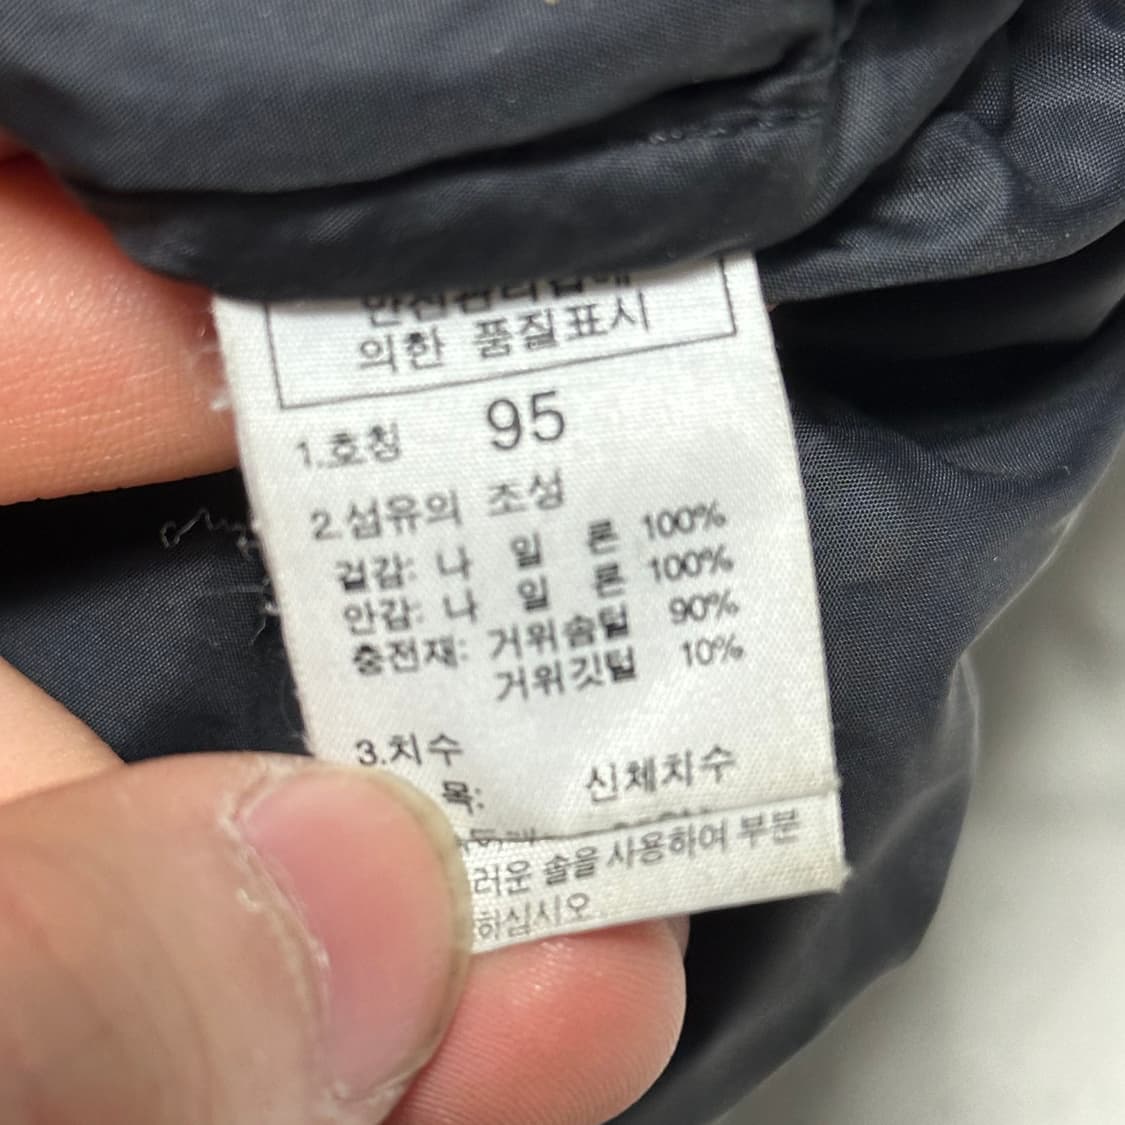 의한 품질표시
1.호칭 95
2.섬유의 조성
겉감: 나 일 론 100%
안감: 나 일 론 100%
충전재: 거위솜털 90%
거위깃털 10%
3.치수
목: 신체치수
러운 솔을 사용하여 부분
하십시오